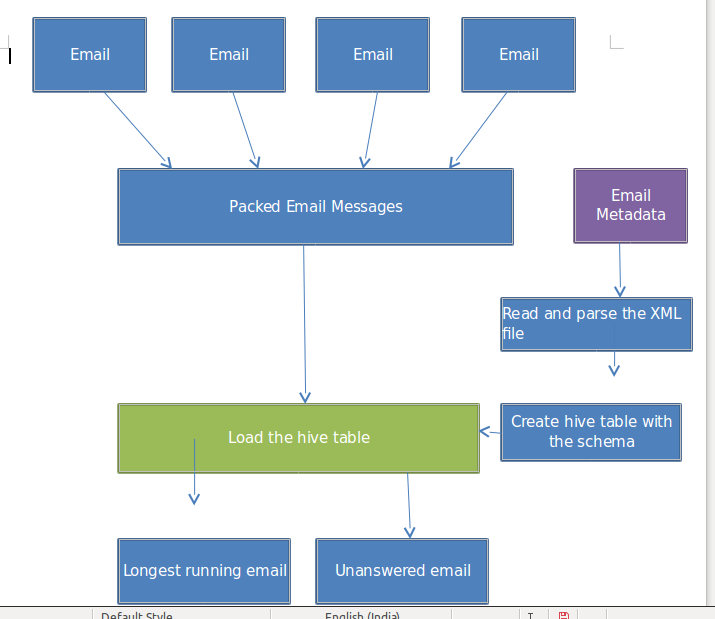 Email
Email
Email
Email
Packed Email Messages
Email
Metadata
Read and parse the XML
file
Load the hive table
Create hive table with
the schema
Longest running email
Unanswered email
Default Style
English (India)